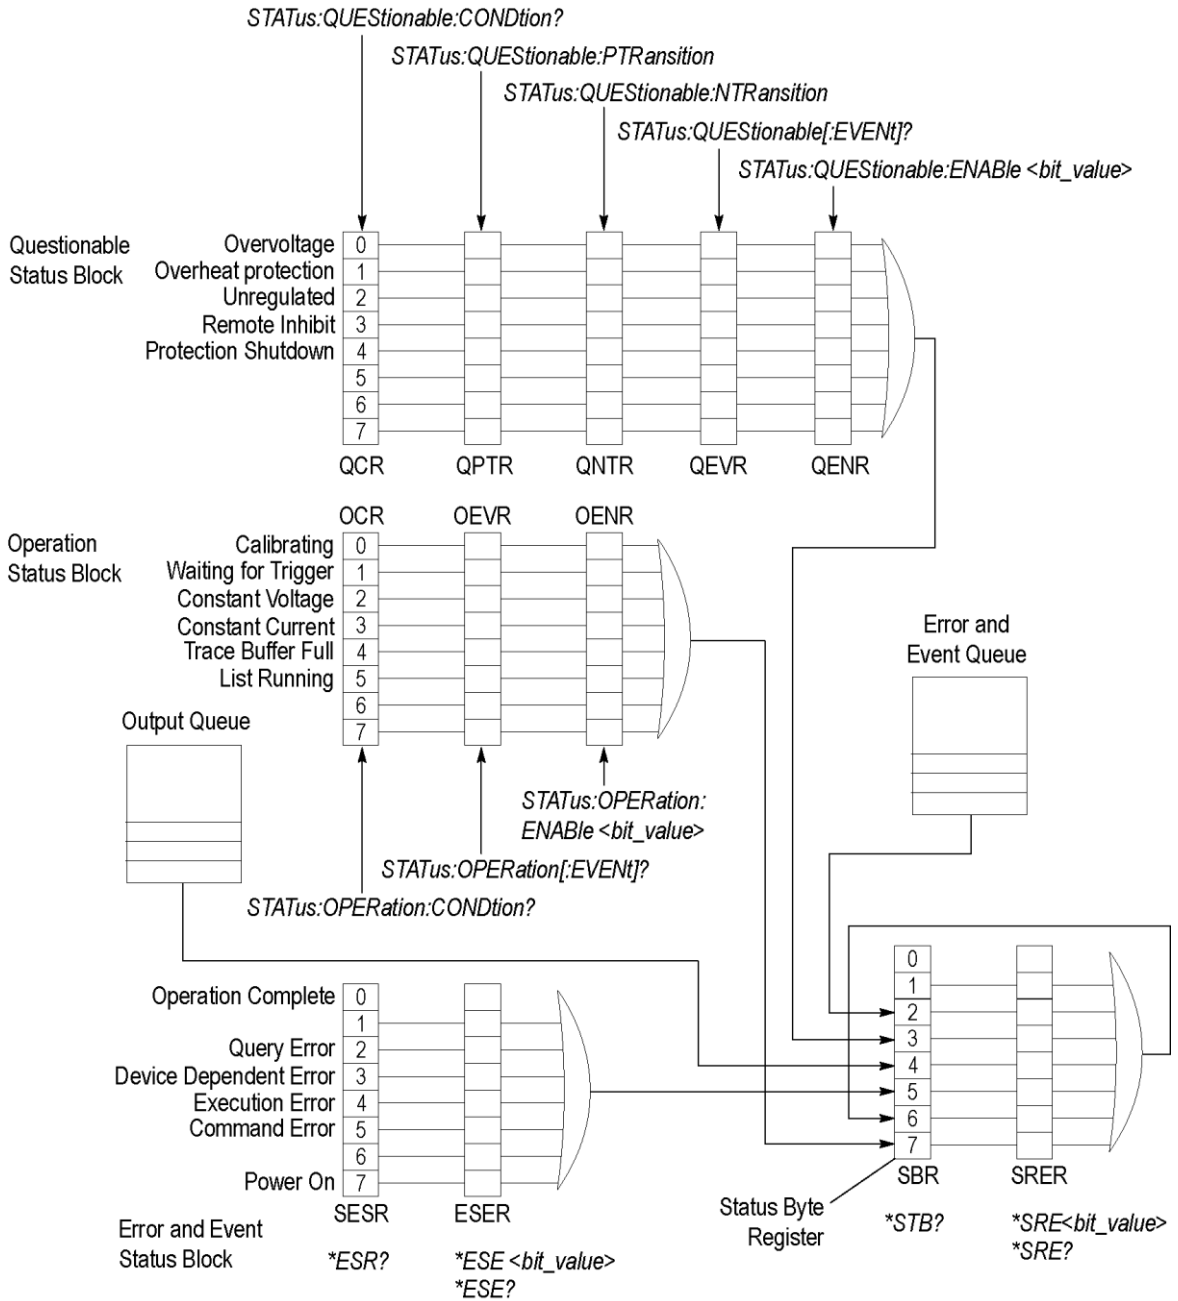 STATus:QUEStionable:CONDtion?
STATus:QUEStionable:PTRansition
STATus:QUEStionable:NTRansition
STATus:QUEStionable[:EVENt]?
STATus:QUEStionable:ENABle <bit_value>
Questionable
Status Block
Overvoltage 0
Overheat protection 1
Unregulated 2
Remote Inhibit 3
Protection Shutdown 4
5
6
7
QCR QPTR QNTR QEVR QENR
OCR OEVR OENR
Operation
Status Block
Calibrating 0
Waiting for Trigger 1
Constant Voltage 2
Constant Current 3
Trace Buffer Full 4
List Running 5
6
7
Error and
Event Queue
Output Queue
STATus:OPERation:
ENABle <bit_value>
STATus:OPERation[:EVENt]?
STATus:OPERation:CONDtion?
Operation Complete 0
1
Query Error 2
Device Dependent Error 3
Execution Error 4
Command Error 5
6
Power On 7
SESR ESER
Error and Event
Status Block
*ESR?
*ESE <bit_value>
*ESE?
0
1
2
3
4
5
6
7
SBR SRER
Status Byte
Register
*STB?
*SRE<bit_value>
*SRE?